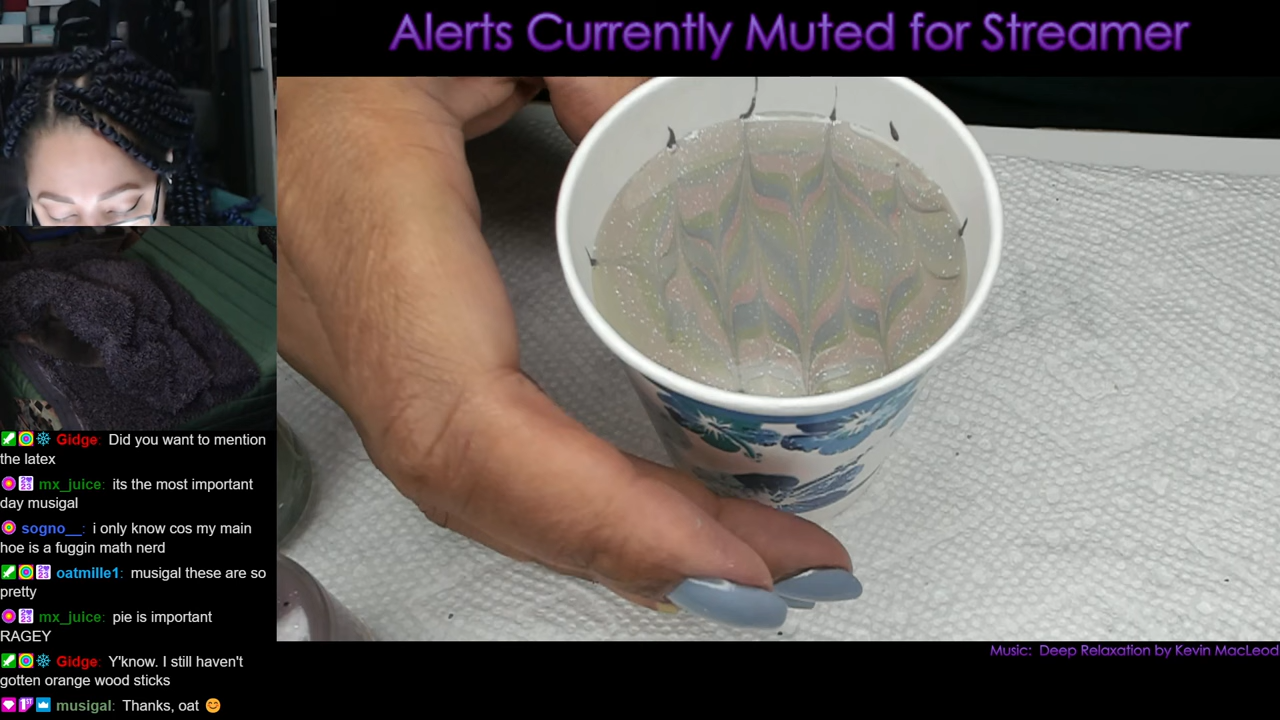 Alerts Currently Muted for Streamer
Gidge: Did you want to mention
the latex
mx_juice: its the most important
day musigal
sogno__: i only know cos my main
hoe is a fuggin math nerd
oatmille1: musigal these are so
pretty
mx_juice: pie is important
RAGEY
Gidge: Y'know. I still haven't
gotten orange wood sticks
musigal: Thanks, oat 😊
Music: Deep Relaxation by Kevin MacLeod